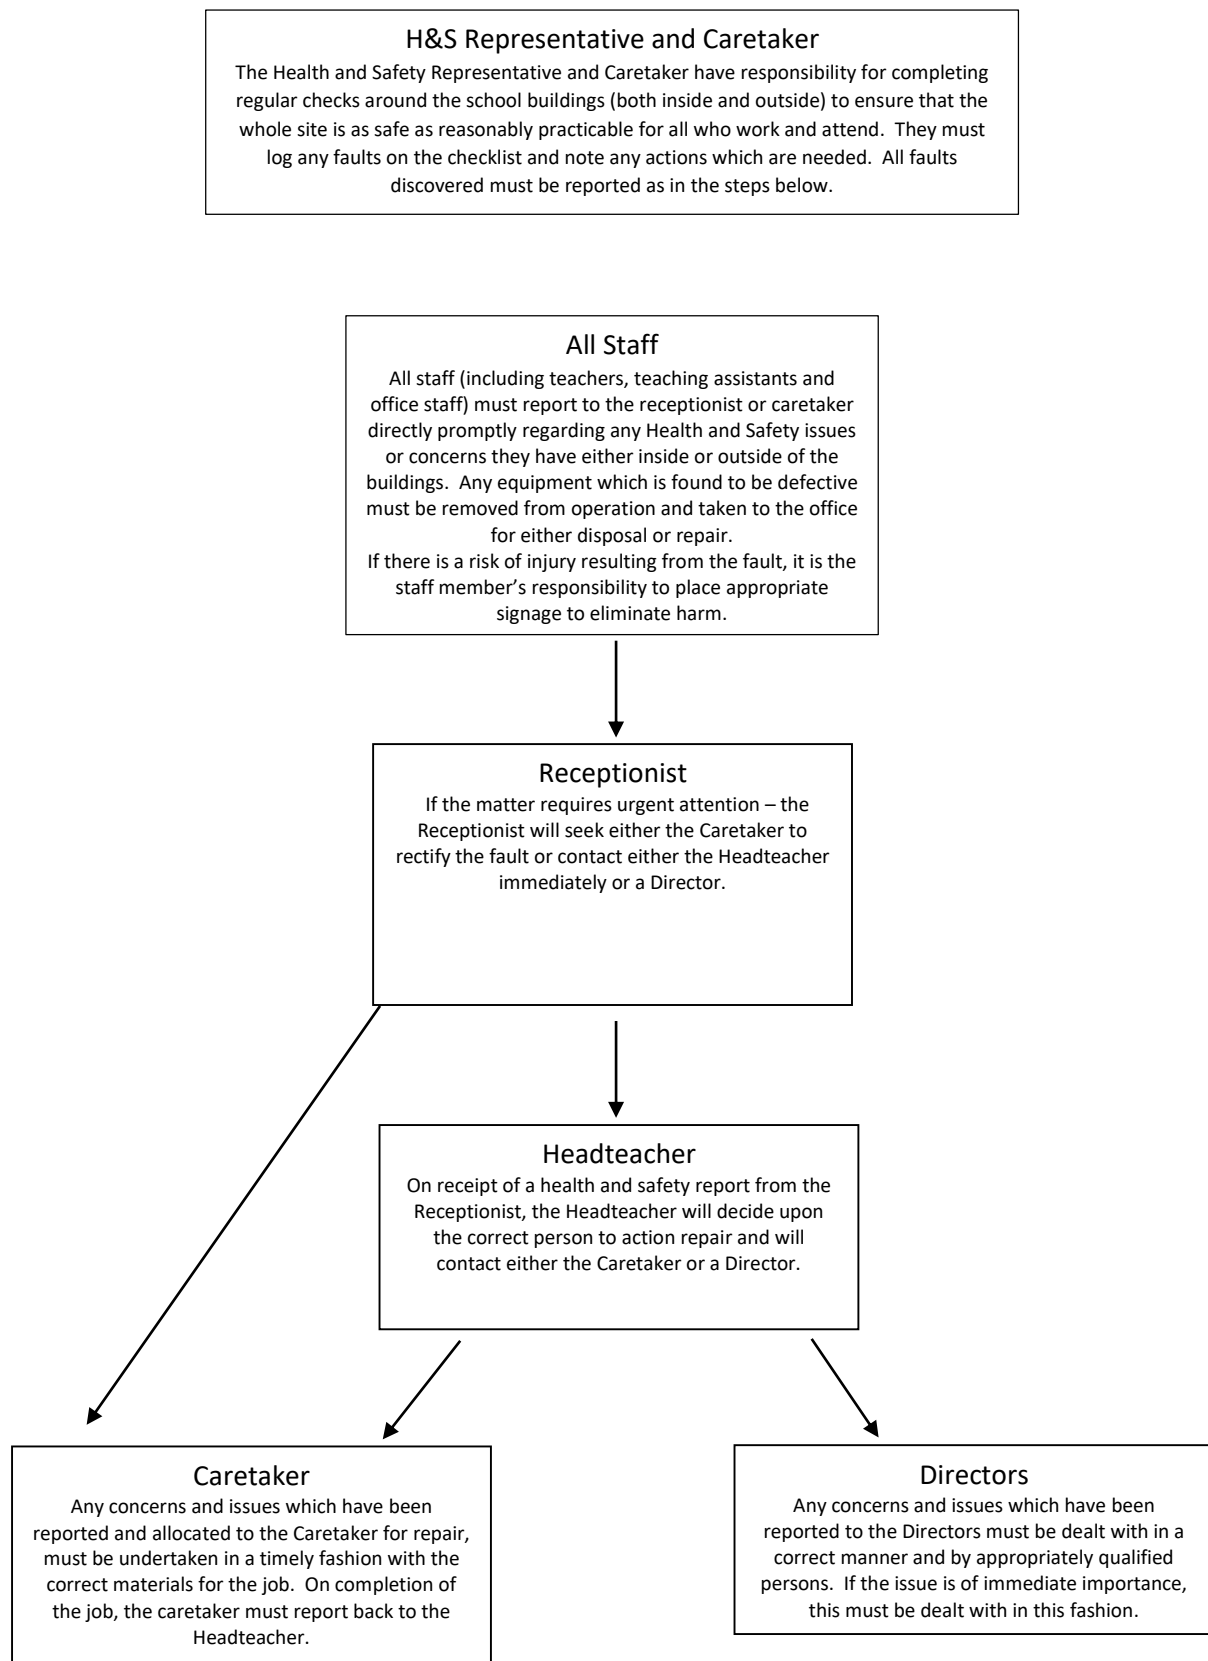 H&S Representative and Caretaker
The Health and Safety Representative and Caretaker have responsibility for completing
regular checks around the school buildings (both inside and outside) to ensure that the
whole site is as safe as reasonably practicable for all who work and attend.  They must
log any faults on the checklist and note any actions which are needed.  All faults
discovered must be reported as in the steps below.
All Staff
All staff (including teachers, teaching assistants and
office staff) must report to the receptionist or caretaker
directly promptly regarding any Health and Safety issues
or concerns they have either inside or outside of the
buildings.  Any equipment which is found to be defective
must be removed from operation and taken to the office
for either disposal or repair.
If there is a risk of injury resulting from the fault, it is the
staff member’s responsibility to place appropriate
signage to eliminate harm.
Receptionist
If the matter requires urgent attention – the
Receptionist will seek either the Caretaker to
rectify the fault or contact either the Headteacher
immediately or a Director.
Headteacher
On receipt of a health and safety report from the
Receptionist, the Headteacher will decide upon
the correct person to action repair and will
contact either the Caretaker or a Director.
Caretaker
Any concerns and issues which have been
reported and allocated to the Caretaker for repair,
must be undertaken in a timely fashion with the
correct materials for the job.  On completion of
the job, the caretaker must report back to the
Headteacher.
Directors
Any concerns and issues which have been
reported to the Directors must be dealt with in a
correct manner and by appropriately qualified
persons.  If the issue is of immediate importance,
this must be dealt with in this fashion.